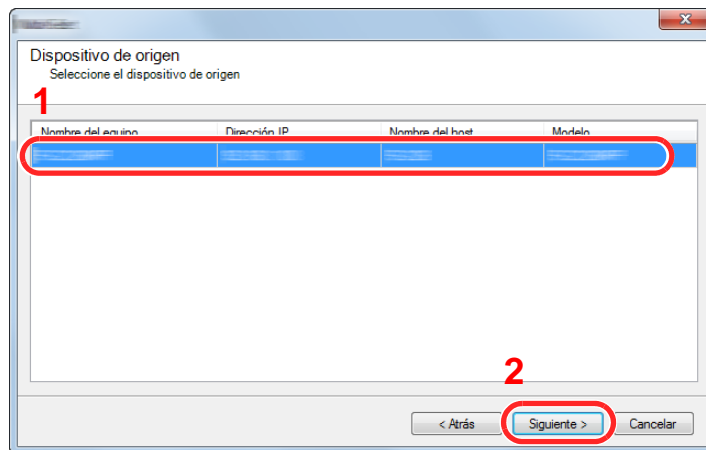 Dispositivo de origen
Seleccione el dispositivo de origen
1
Nombre del equipo Dirección IP Nombre del host Modelo
2
< Atrás Siguiente > Cancelar